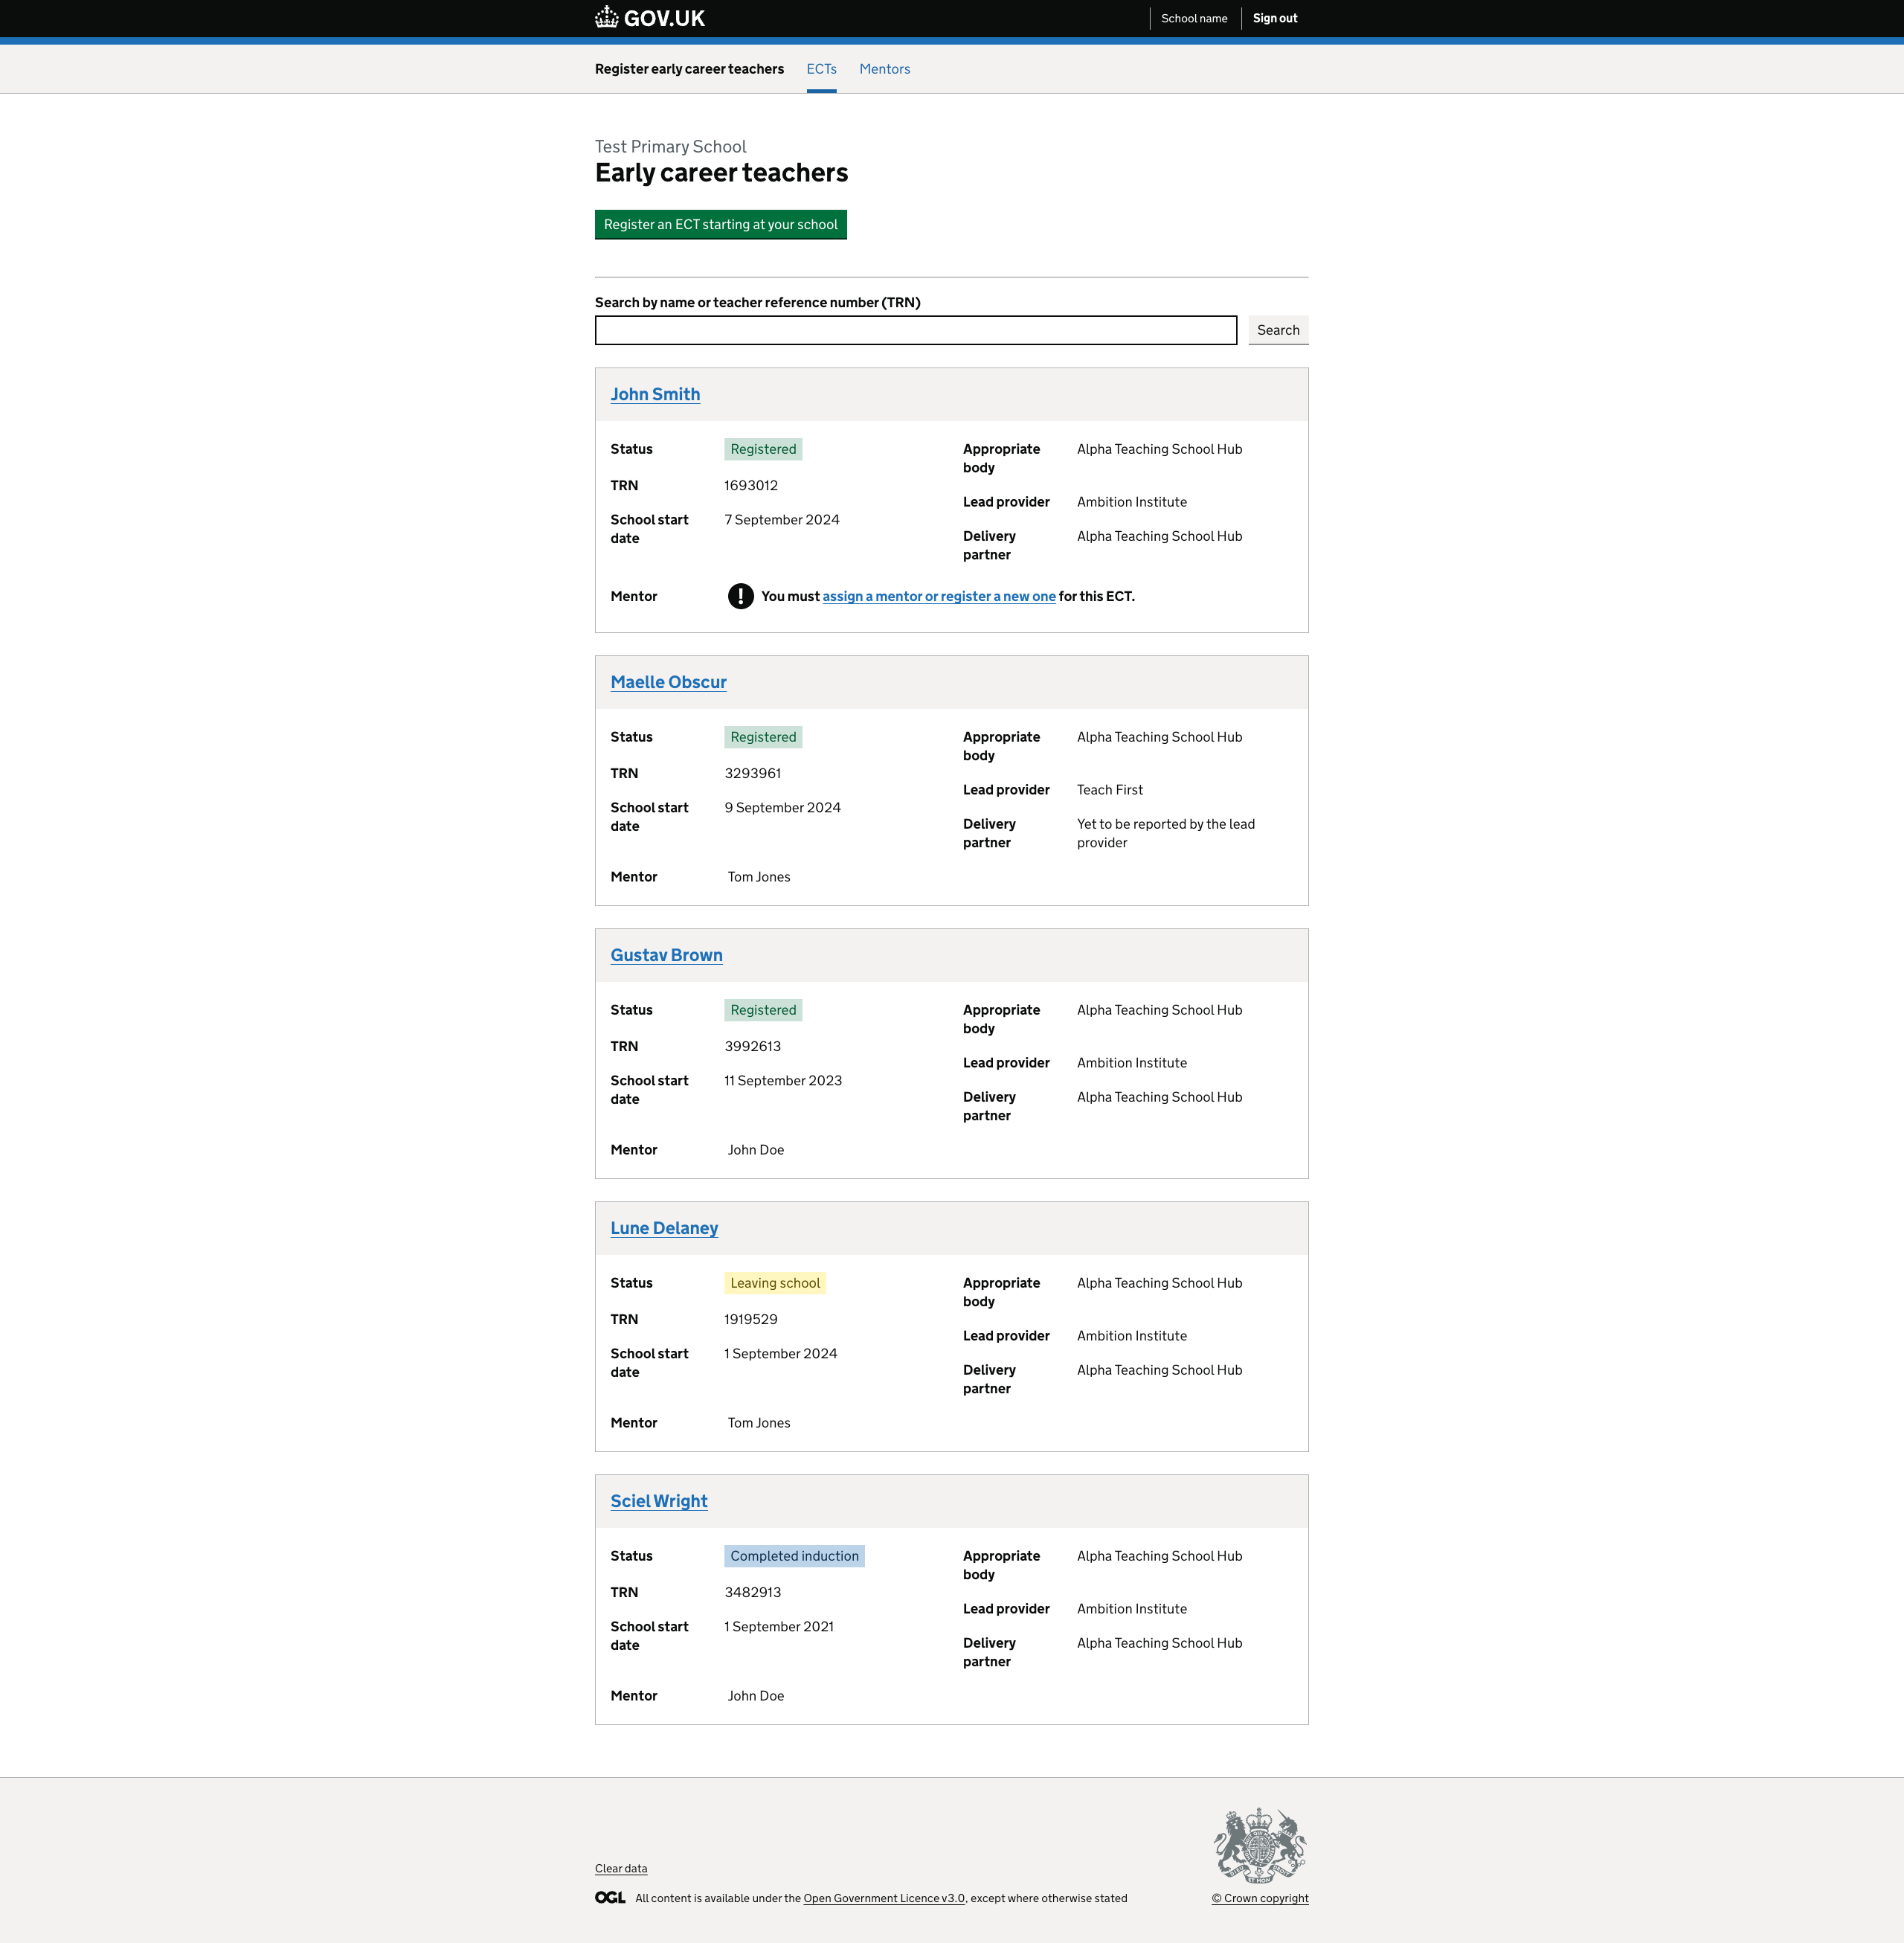 GOV.UK
School name
Sign out
Register early career teachers
ECTs
Mentors
Test Primary School
Early career teachers
Register an ECT starting at your school
Search by name or teacher reference number (TRN)
Search
John Smith
Status
Registered
TRN
1693012
School start
date
7 September 2024
Appropriate
body
Alpha Teaching School Hub
Lead provider
Ambition Institute
Delivery
partner
Alpha Teaching School Hub
Mentor
! You must assign a mentor or register a new one for this ECT.
Maelle Obscur
Status
Registered
TRN
3293961
School start
date
9 September 2024
Appropriate
body
Alpha Teaching School Hub
Lead provider
Teach First
Delivery
partner
Yet to be reported by the lead
provider
Mentor
Tom Jones
Gustav Brown
Status
Registered
TRN
3992613
School start
date
11 September 2023
Appropriate
body
Alpha Teaching School Hub
Lead provider
Ambition Institute
Delivery
partner
Alpha Teaching School Hub
Mentor
John Doe
Lune Delaney
Status
Leaving school
TRN
1919529
School start
date
1 September 2024
Appropriate
body
Alpha Teaching School Hub
Lead provider
Ambition Institute
Delivery
partner
Alpha Teaching School Hub
Mentor
Tom Jones
Sciel Wright
Status
Completed induction
TRN
3482913
School start
date
1 September 2021
Appropriate
body
Alpha Teaching School Hub
Lead provider
Ambition Institute
Delivery
partner
Alpha Teaching School Hub
Mentor
John Doe
Clear data
OGL All content is available under the Open Government Licence v3.0, except where otherwise stated
© Crown copyright